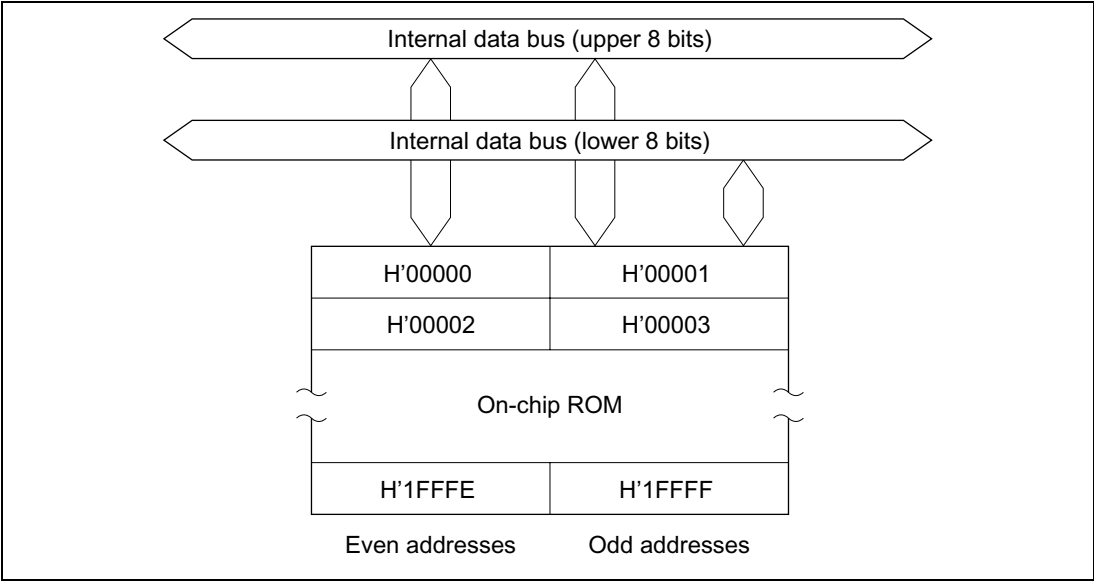 Internal data bus (upper 8 bits)
Internal data bus (lower 8 bits)
H’00000 H’00001
H’00002 H’00003
On-chip ROM
H’1FFFE H’1FFFF
Even addresses Odd addresses